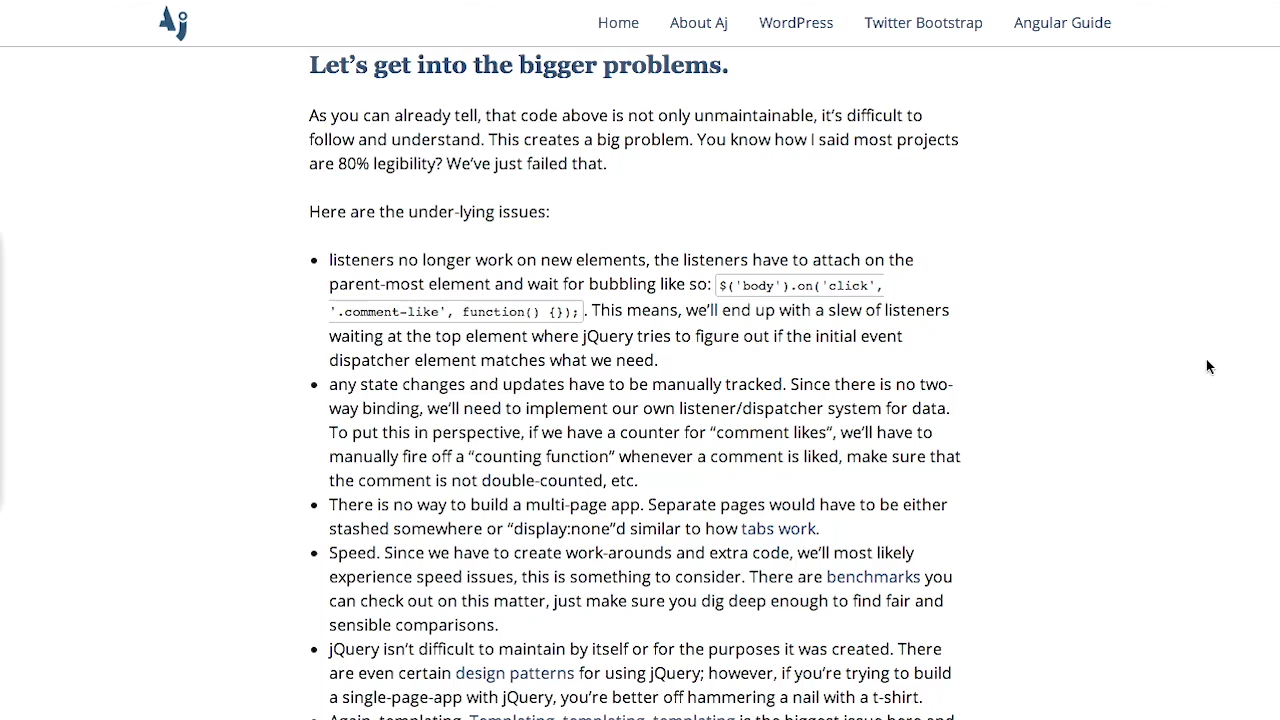 Aj
Home About Aj WordPress Twitter Bootstrap Angular Guide
Let’s get into the bigger problems.
As you can already tell, that code above is not only unmaintainable, it’s difficult to
follow and understand. This creates a big problem. You know how I said most projects
are 80% legibility? We’ve just failed that.
Here are the under-lying issues:
• listeners no longer work on new elements, the listeners have to attach on the
parent-most element and wait for bubbling like so: $('body').on('click',
'.comment-like', function() {});. This means, we’ll end up with a slew of listeners
waiting at the top element where jQuery tries to figure out if the initial event
dispatcher element matches what we need.
• any state changes and updates have to be manually tracked. Since there is no two-
way binding, we’ll need to implement our own listener/dispatcher system for data.
To put this in perspective, if we have a counter for “comment likes“, we’ll have to
manually fire off a “counting function” whenever a comment is liked, make sure that
the comment is not double-counted, etc.
• There is no way to build a multi-page app. Separate pages would have to be either
stashed somewhere or “display:none”d similar to how tabs work.
• Speed. Since we have to create work-arounds and extra code, we’ll most likely
experience speed issues, this is something to consider. There are benchmarks you
can check out on this matter, just make sure you dig deep enough to find fair and
sensible comparisons.
• jQuery isn’t difficult to maintain by itself or for the purposes it was created. There
are even certain design patterns for using jQuery; however, if you’re trying to build
a single-page-app with jQuery, you’re better off hammering a nail with a t-shirt.
• Again, templating. Templating, templating, templating is the biggest issue here and